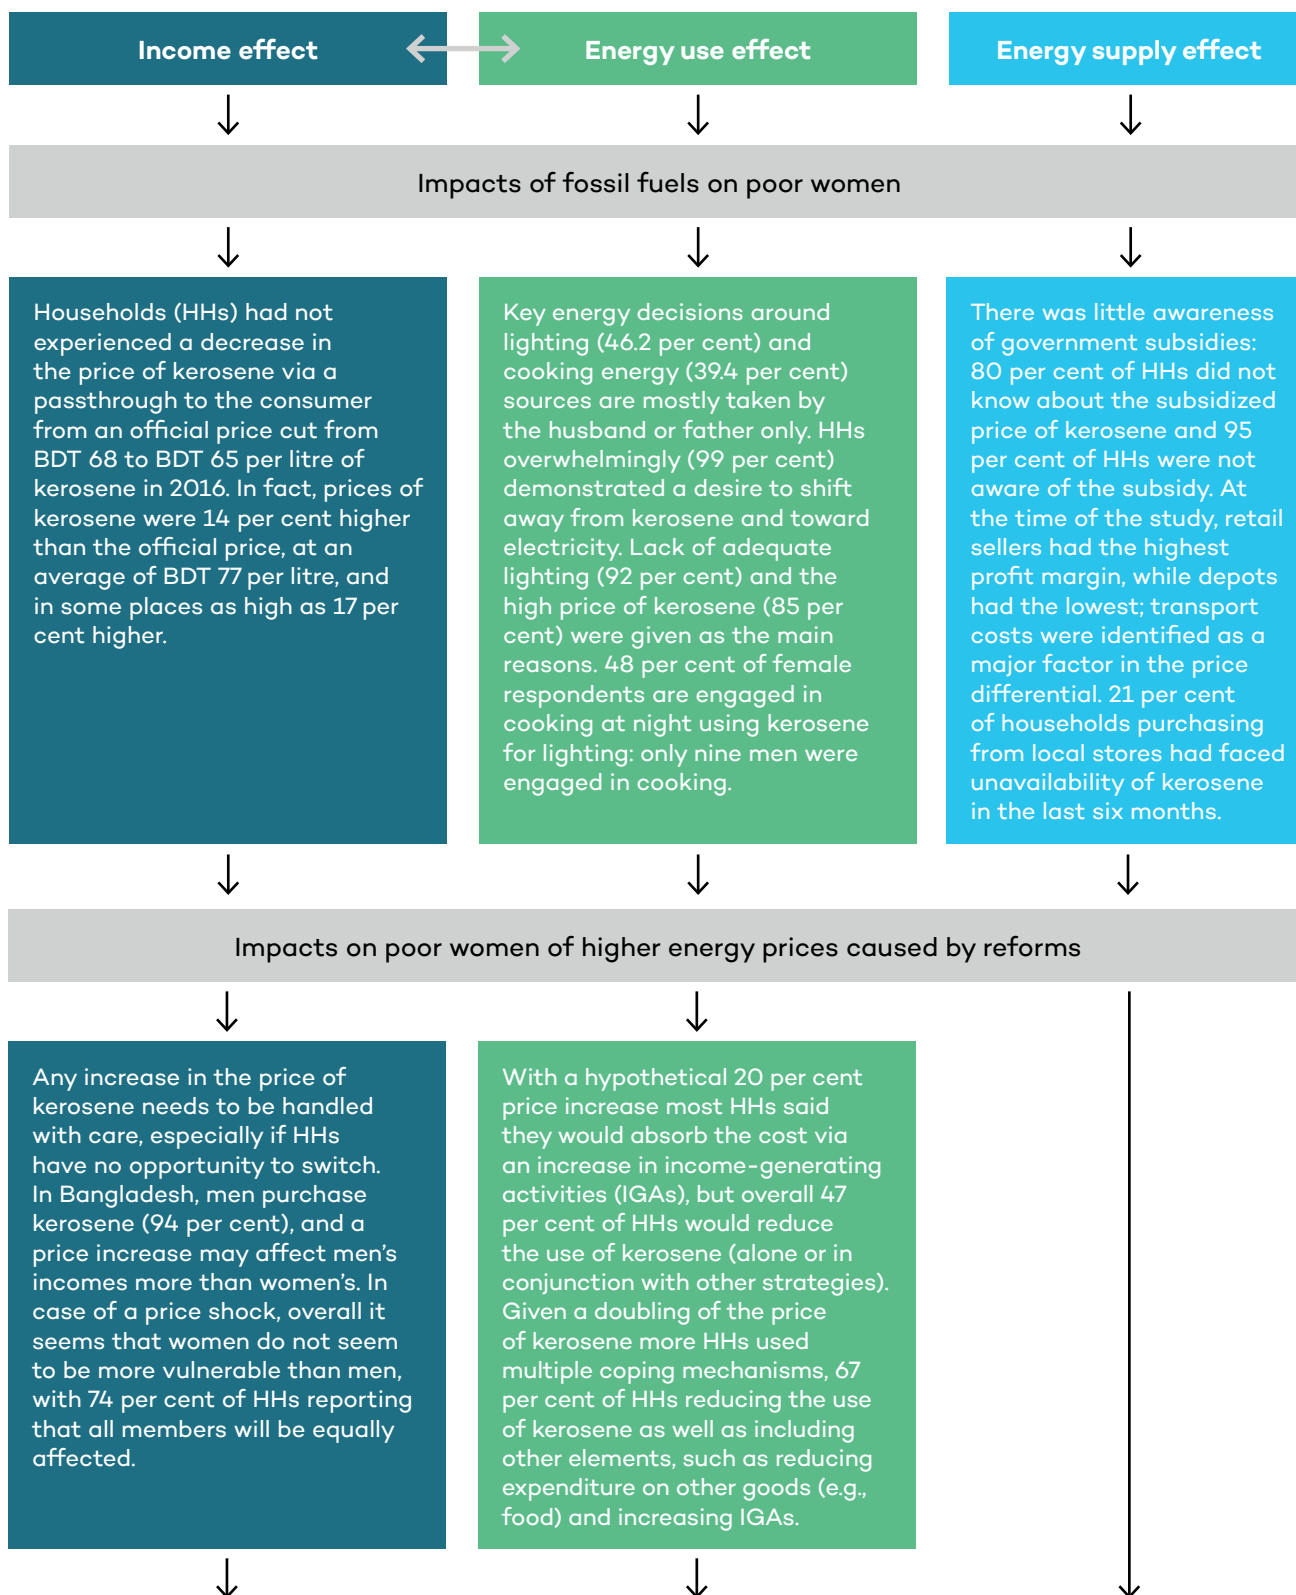 Income effect
Energy use effect
Energy supply effect
Impacts of fossil fuels on poor women
Households (HHs) had not
experienced a decrease in
the price of kerosene via a
passthrough to the consumer
from an official price cut from
BDT 68 to BDT 65 per litre of
kerosene in 2016. In fact, prices of
kerosene were 14 per cent higher
than the official price, at an
average of BDT 77 per litre, and
in some places as high as 17 per
cent higher.
Key energy decisions around
lighting (46.2 per cent) and
cooking energy (39.4 per cent)
sources are mostly taken by
the husband or father only. HHs
overwhelmingly (99 per cent)
demonstrated a desire to shift
away from kerosene and toward
electricity. Lack of adequate
lighting (92 per cent) and the
high price of kerosene (85 per
cent) were given as the main
reasons. 48 per cent of female
respondents are engaged in
cooking at night using kerosene
for lighting: only nine men were
engaged in cooking.
There was little awareness
of government subsidies:
80 per cent of HHs did not
know about the subsidized
price of kerosene and 95
per cent of HHs were not
aware of the subsidy. At
the time of the study, retail
sellers had the highest
profit margin, while depots
had the lowest; transport
costs were identified as a
major factor in the price
differential. 21 per cent
of households purchasing
from local stores had faced
unavailability of kerosene
in the last six months.
Impacts on poor women of higher energy prices caused by reforms
Any increase in the price of
kerosene needs to be handled
with care, especially if HHs
have no opportunity to switch.
In Bangladesh, men purchase
kerosene (94 per cent), and a
price increase may affect men's
incomes more than women's. In
case of a price shock, overall it
seems that women do not seem
to be more vulnerable than men,
with 74 per cent of HHs reporting
that all members will be equally
affected.
With a hypothetical 20 per cent
price increase most HHs said
they would absorb the cost via
an increase in income-generating
activities (IGAs), but overall 47
per cent of HHs would reduce
the use of kerosene (alone or in
conjunction with other strategies).
Given a doubling of the price
of kerosene more HHs used
multiple coping mechanisms, 67
per cent of HHs reducing the use
of kerosene as well as including
other elements, such as reducing
expenditure on other goods (e.g.,
food) and increasing IGAs.